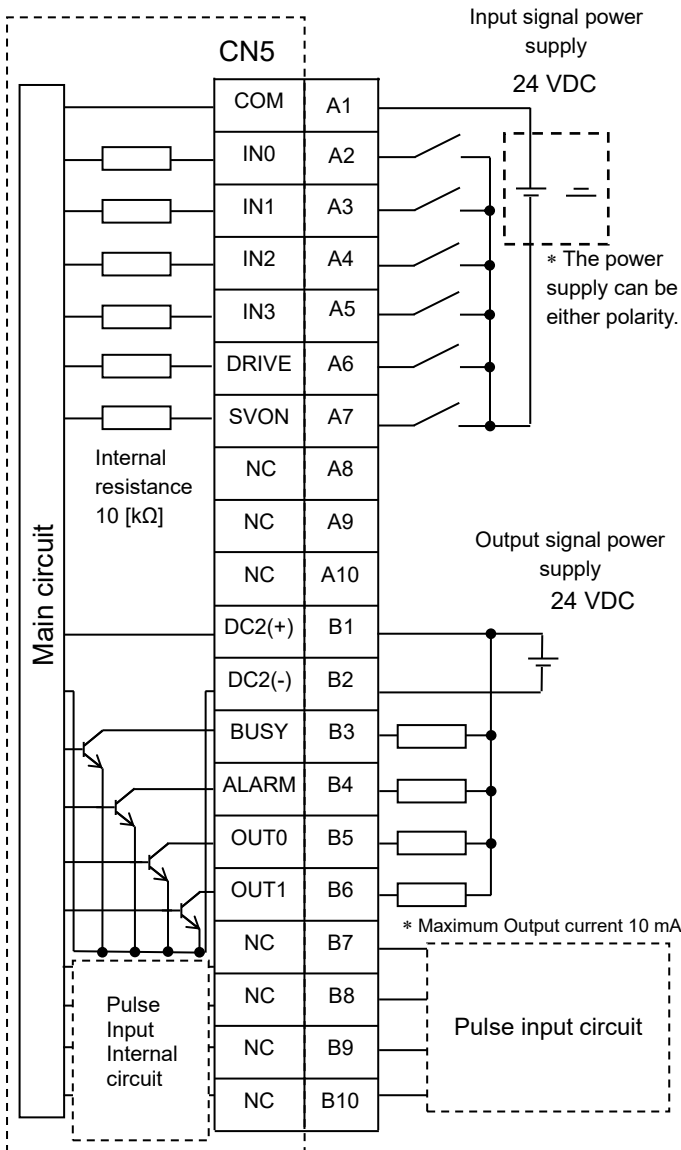 Input signal power
supply
24 VDC
CN5
COM A1
IN0 A2
IN1 A3
IN2 A4
IN3 A5
DRIVE A6
SVON A7
NC A8
NC A9
NC A10
DC2(+) B1
DC2(-) B2
BUSY B3
ALARM B4
OUT0 B5
OUT1 B6
NC B7
NC B8
NC B9
NC B10
* The power
supply can be
either polarity.
Internal
resistance
10 [kΩ]
Main circuit
Output signal power
supply
24 VDC
* Maximum Output current 10 mA
Pulse
Input
Internal
circuit
Pulse input circuit